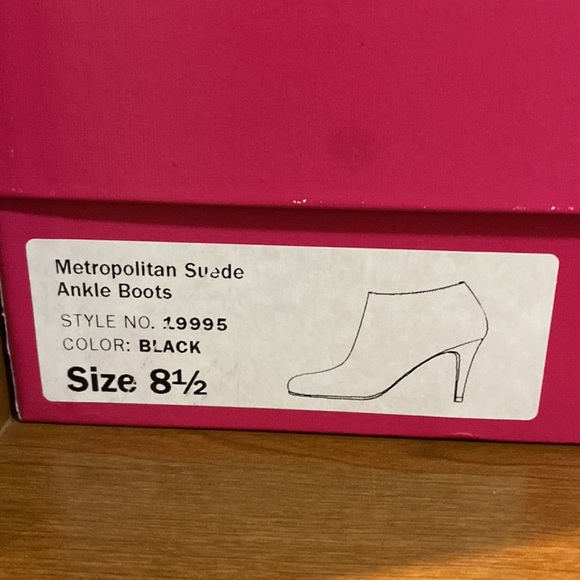 Metropolitan Suede
Ankle Boots
STYLE NO. 19995
COLOR: BLACK
Size 8½